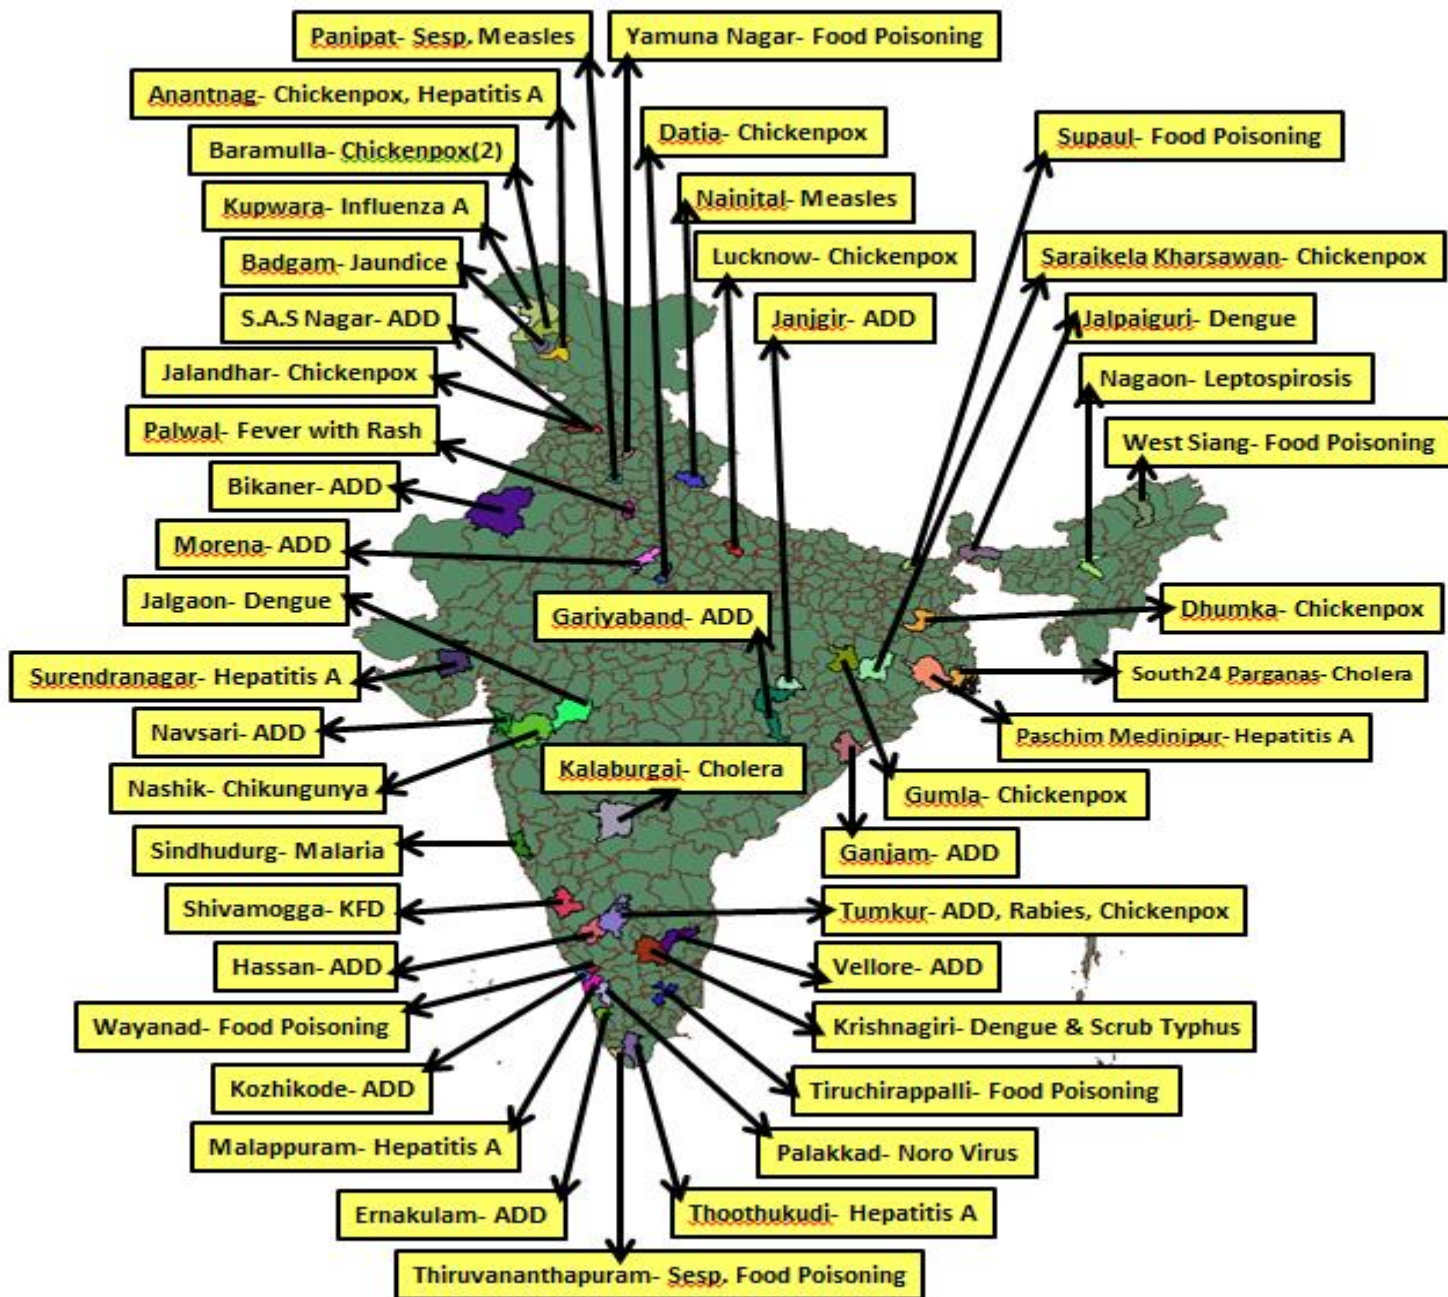 Panipat- Sesp. Measles
Yamuna Nagar- Food Poisoning
Anantnag- Chickenpox, Hepatitis A
Datia- Chickenpox
Supaul- Food Poisoning
Baramulla- Chickenpox(2)
Nainital- Measles
Kupwara- Influenza A
Lucknow- Chickenpox
Saraikela Kharsawan- Chickenpox
Badgam- Jaundice
S.A.S Nagar- ADD
Janjgir- ADD
Jalpaiguri- Dengue
Jalandhar- Chickenpox
Nagaon- Leptospirosis
Palwal- Fever with Rash
West Siang- Food Poisoning
Bikaner- ADD
Morena- ADD
Jalgaon- Dengue
Gariyaband- ADD
Dhumka- Chickenpox
Surendranagar- Hepatitis A
South24 Parganas- Cholera
Navsari- ADD
Paschim Medinipur- Hepatitis A
Kalaburgai- Cholera
Nashik- Chikungunya
Gumla- Chickenpox
Sindhudurg- Malaria
Ganjam- ADD
Shivamogga- KFD
Tumkur- ADD, Rabies, Chickenpox
Hassan- ADD
Vellore- ADD
Wayanad- Food Poisoning
Krishnagiri- Dengue & Scrub Typhus
Kozhikode- ADD
Tiruchirappalli- Food Poisoning
Malappuram- Hepatitis A
Palakkad- Noro Virus
Ernakulam- ADD
Thoothukudi- Hepatitis A
Thiruvananthapuram- Sesp. Food Poisoning